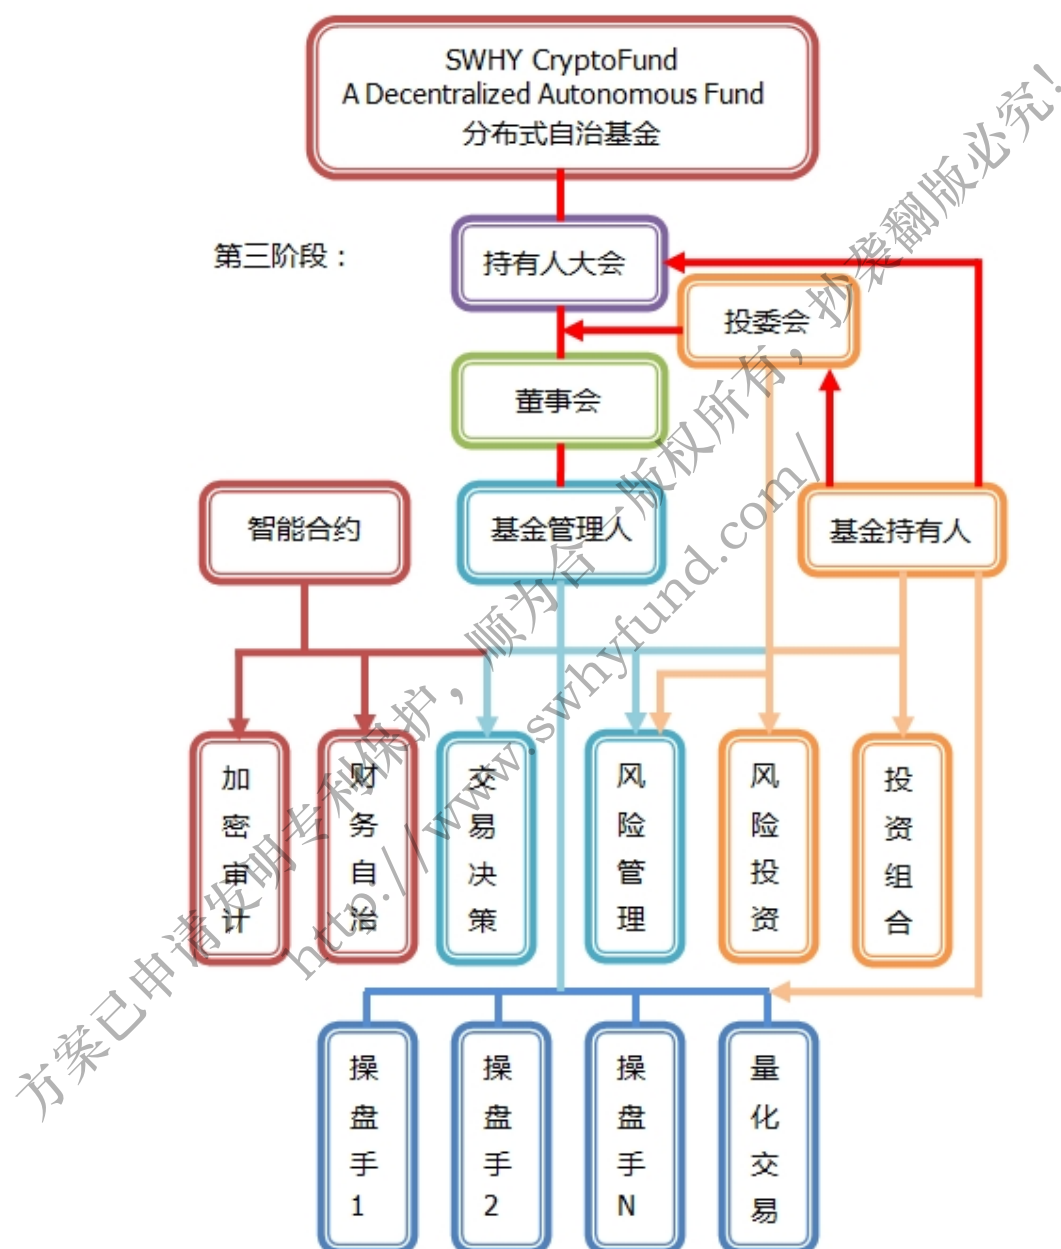 SWHY CryptoFund
A Decentralized Autonomous Fund
分布式自治基金
第三阶段：
持有人大会
投委会
董事会
智能合约
基金管理人
基金持有人
加密审计
财务自治
交易决策
风险管理
风险投资
投资组合
操盘手1
操盘手2
操盘手N
量化交易
方案已申请发明专利保护，顺为合一版权所有，抄袭翻版必究！
http://www.swhyfund.com/